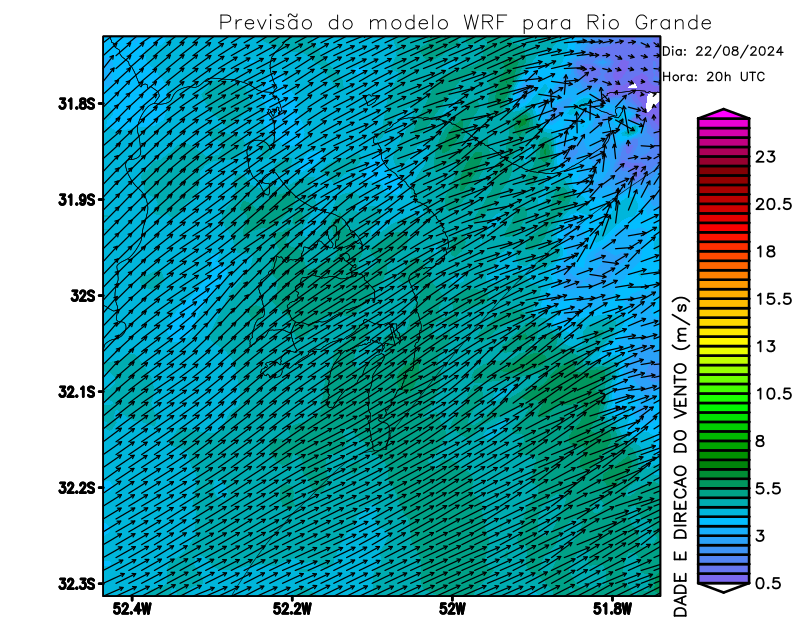 Previsão do modelo WRF para Rio Grande
Dia: 22/08/2024
Hora: 20h UTC
31.8S
31.9S
32S
32.1S
32.2S
32.3S
52.4W
52.2W
52W
51.8W
DADE E DIRECAO DO VENTO (m/s)
23
20.5
18
15.5
13
10.5
8
5.5
3
0.5